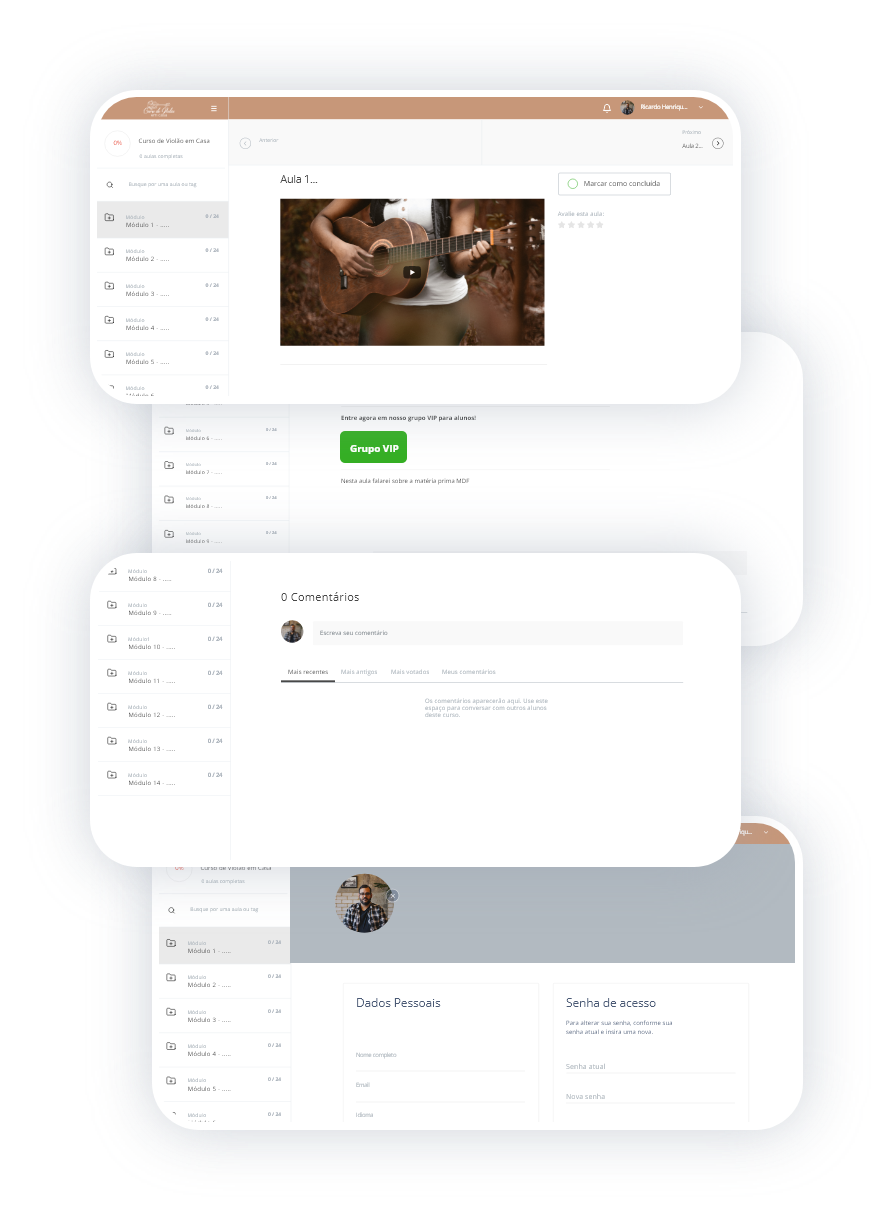 Ricardo Henriqu...
0%
Curso de Violão em Casa
0 aulas completas
Busque por uma aula ou tag
Anterior
Próximo
Aula 2...
Módulo
0 / 24
Módulo 1 - .....
Módulo
0 / 24
Módulo 2 - .....
Módulo
0 / 24
Módulo 3 - .....
Módulo
0 / 24
Módulo 4 - .....
Módulo
0 / 24
Módulo 5 - .....
Módulo
0 / 24
Aula 1...
Marcar como concluída
Avalie esta aula:
Módulo
0 / 24
Módulo 6 - .....
Módulo
0 / 24
Módulo 7 - .....
Módulo
0 / 24
Módulo 8 - .....
Módulo
0 / 24
Módulo 9 - .....
Entre agora em nosso grupo VIP para alunos!
Grupo VIP
Nesta aula falarei sobre a matéria prima MDF
Módulo
0 / 24
Módulo 8 - .....
Módulo
0 / 24
Módulo 9 - .....
Módulo1
0 / 24
Módulo 10 - .....
Módulo
0 / 24
Módulo 11 - .....
Módulo
0 / 24
Módulo 12 - .....
Módulo
0 / 24
Módulo 13 - .....
Módulo
0 / 24
Módulo 14 - .....
0 Comentários
Escreva seu comentário
Mais recentes
Mais antigos
Mais votados
Meus comentários
Os comentários aparecerão aqui. Use este
espaço para conversar com outros alunos
deste curso.
Curso de Violão em Casa
0 aulas completas
Busque por uma aula ou tag
Módulo
0 / 24
Módulo 1 - .....
Módulo
0 / 24
Módulo 2 - .....
Módulo
0 / 24
Módulo 3 - .....
Módulo
0 / 24
Módulo 4 - .....
Módulo
0 / 24
Módulo 5 - .....
Módulo
0 / 24
Dados Pessoais
Nome completo
Email
Idioma
Senha de acesso
Para alterar sua senha, conforme sua
senha atual e insira uma nova.
Senha atual
Nova senha